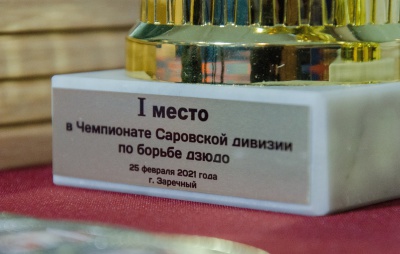 I место
в Чемпионате Саровской дивизии
по борьбе дзюдо
25 февраля 2021 года
г. Заречный